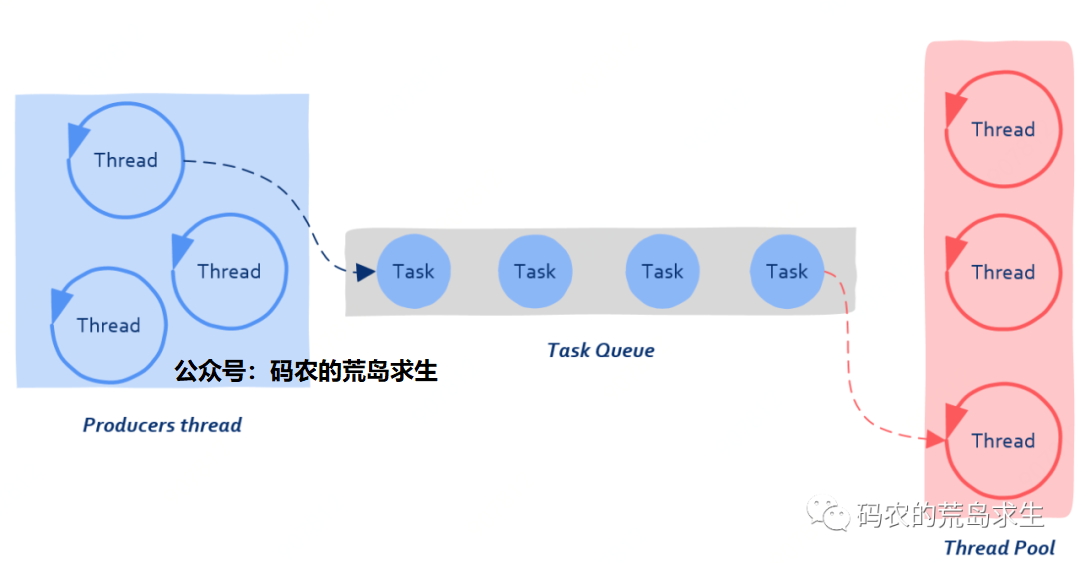 Thread
Thread
Thread
公众号：码农的荒岛求生
Producers thread
Task
Task
Task
Task
Task Queue
Thread
Thread
Thread
码农的荒岛求生
Thread Pool